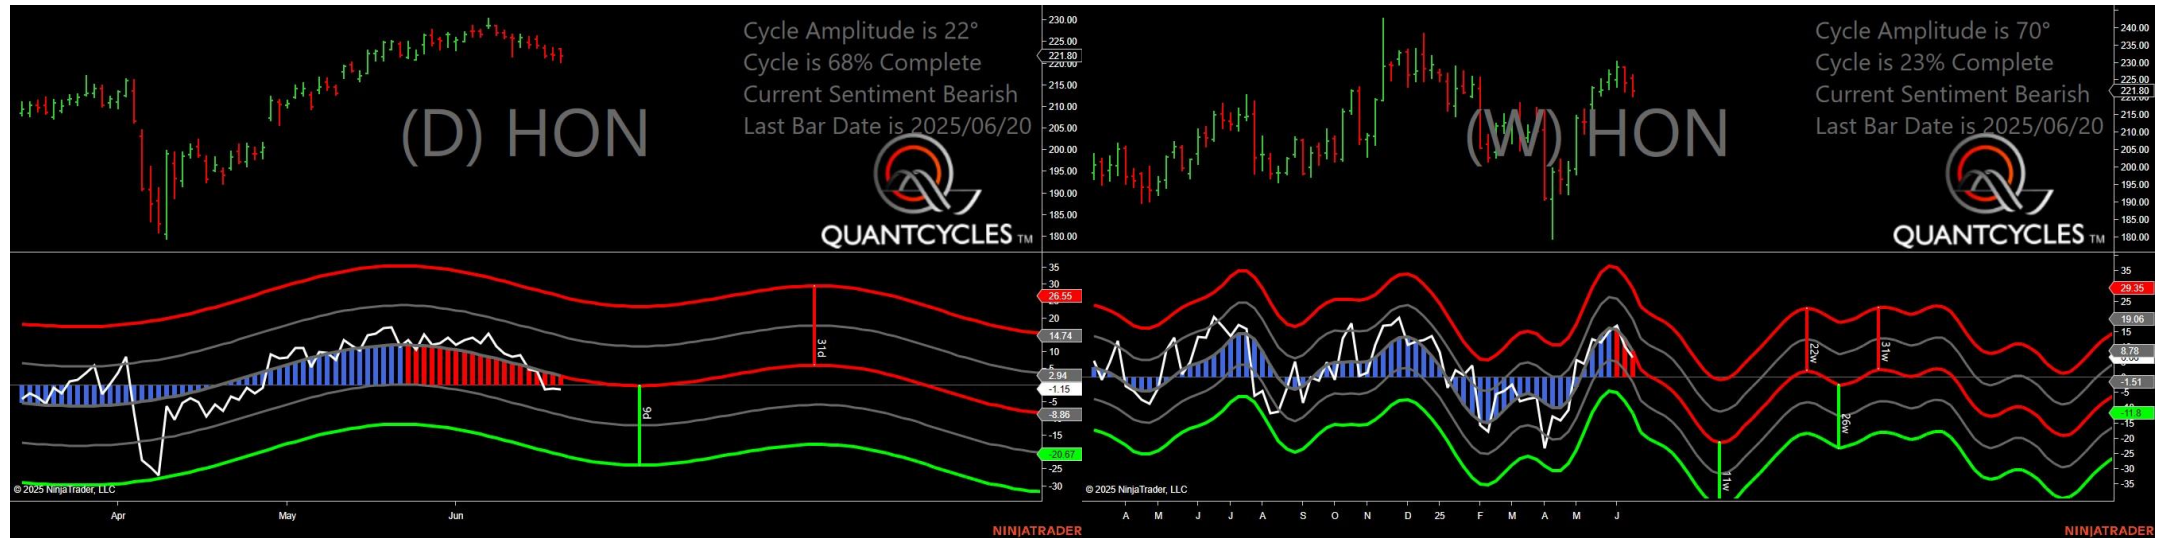 Cycle Amplitude is 22°
Cycle is 68% Complete
Current Sentiment Bearish
Last Bar Date is 2025/06/20
(D) HON
QUANTCYCLES TM
230.00
225.00
221.80
220.00
215.00
210.00
205.00
200.00
195.00
190.00
185.00
180.00
35
30
26.55
20
14.74
10
2.94
-1.15
-5
-8.86
-15
-20.67
-25
-30
31d
9d
© 2025 NinjaTrader, LLC
Apr May Jun
NINJATRADER
Cycle Amplitude is 70°
Cycle is 23% Complete
Current Sentiment Bearish
Last Bar Date is 2025/06/20
(W) HON
QUANTCYCLES TM
240.00
235.00
230.00
225.00
221.80
215.00
210.00
205.00
200.00
195.00
190.00
185.00
180.00
35
29.35
25
19.06
15
8.78
-1.51
-5
-11.8
-15
-20
-25
-30
-35
22w
31w
26w
11w
© 2025 NinjaTrader, LLC
A M J J A S O N D 25 F M A M J
NINJATRADER